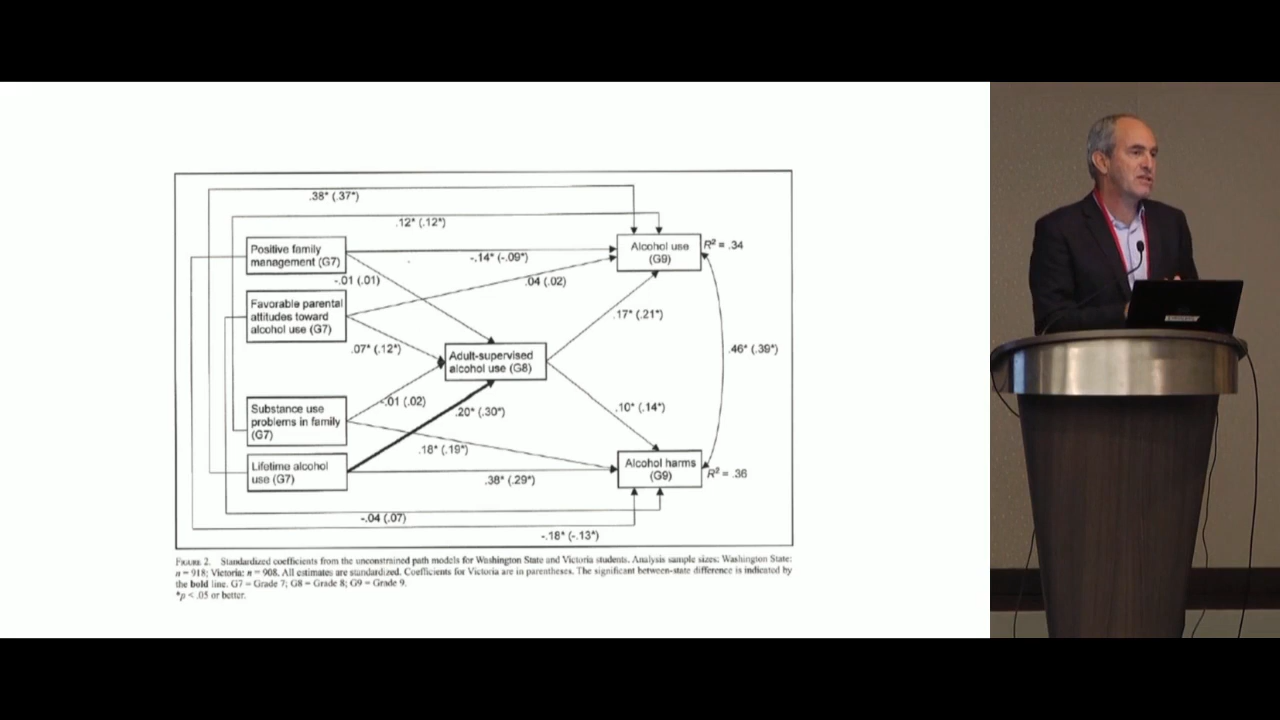 .38* (.37*)
.12* (.12*)
Positive family
management (G7)
Alcohol use
(G9)
R² = .34
-.14* (-.09*)
-.01 (.01)
.04 (.02)
Favorable parental
attitudes toward
alcohol use (G7)
.17* (.21*)
.07* (.12*)
Adult-supervised
alcohol use (G8)
.46* (.39*)
-.01 (.02)
.20* (.30*)
.10* (.14*)
Substance use
problems in family
(G7)
.18* (.19*)
Lifetime alcohol
use (G7)
Alcohol harms
(G9)
R² = .36
.38* (.29*)
-.04 (.07)
-.18* (-.13*)
FIGURE 2. Standardized coefficients from the unconstrained path models for Washington State and Victoria students. Analysis sample sizes: Washington State:
n = 918; Victoria: n = 908. All estimates are standardized. Coefficients for Victoria are in parentheses. The significant between-state difference is indicated by
the bold line. G7 = Grade 7; G8 = Grade 8; G9 = Grade 9.
*p < .05 or better.